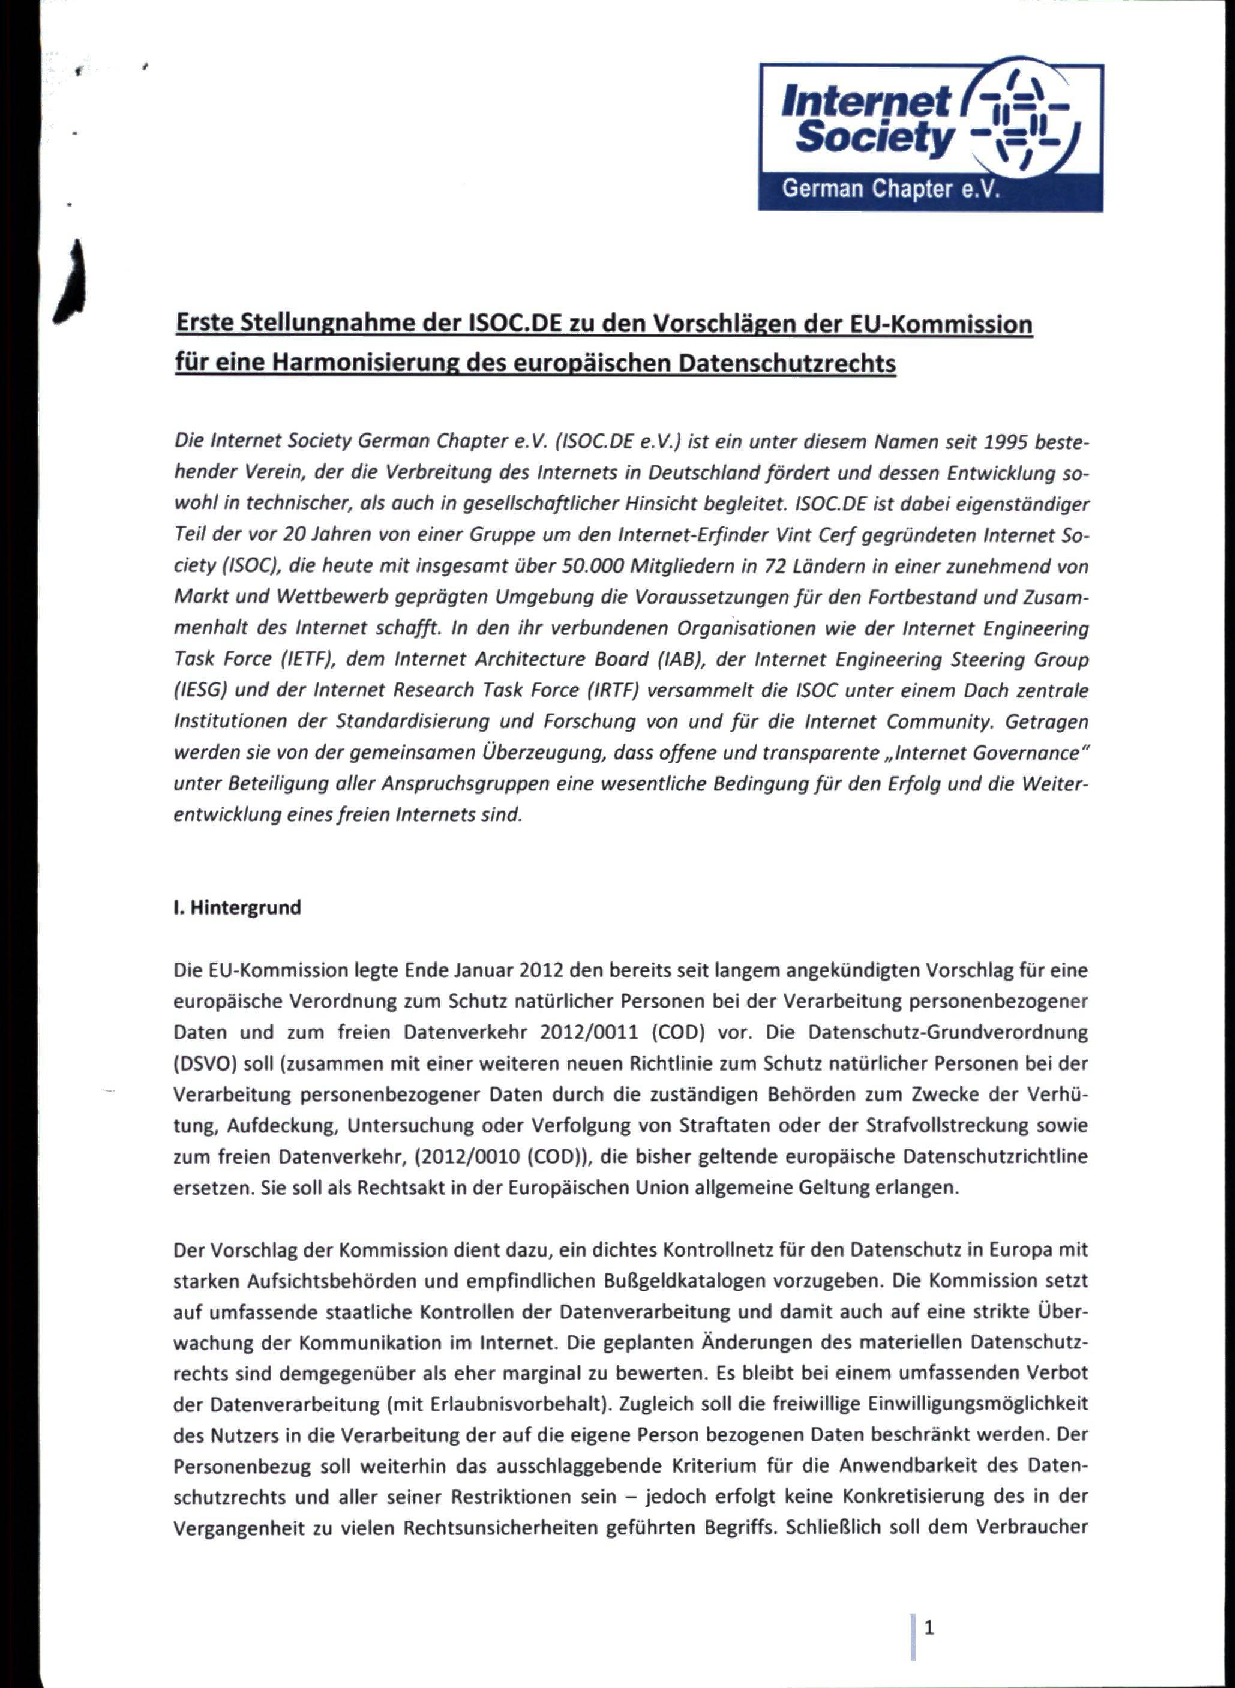 Internet
Society
German Chapter e.V.
Erste Stellungnahme der ISOC.DE zu den Vorschlägen der EU-Kommission
für eine Harmonisierung des europäischen Datenschutzrechts
Die Internet Society German Chapter e.V. (ISOC.DE e.V.) ist ein unter diesem Namen seit 1995 beste-
hender Verein, der die Verbreitung des Internets in Deutschland fördert und dessen Entwicklung so-
wohl in technischer, als auch in gesellschaftlicher Hinsicht begleitet. ISOC.DE ist dabei eigenständiger
Teil der vor 20 Jahren von einer Gruppe um den Internet-Erfinder Vint Cerf gegründeten Internet So-
ciety (ISOC), die heute mit insgesamt über 50.000 Mitgliedern in 72 Ländern in einer zunehmend von
Markt und Wettbewerb geprägten Umgebung die Voraussetzungen für den Fortbestand und Zusam-
menhalt des Internet schafft. In den ihr verbundenen Organisationen wie der Internet Engineering
Task Force (IETF), dem Internet Architecture Board (IAB), der Internet Engineering Steering Group
(IESG) und der Internet Research Task Force (IRTF) versammelt die ISOC unter einem Dach zentrale
Institutionen der Standardisierung und Forschung von und für die Internet Community. Getragen
werden sie von der gemeinsamen Überzeugung, dass offene und transparente „Internet Governance“
unter Beteiligung aller Anspruchsgruppen eine wesentliche Bedingung für den Erfolg und die Weiter-
entwicklung eines freien Internets sind.
I. Hintergrund
Die EU-Kommission legte Ende Januar 2012 den bereits seit langem angekündigten Vorschlag für eine
europäische Verordnung zum Schutz natürlicher Personen bei der Verarbeitung personenbezogener
Daten und zum freien Datenverkehr 2012/0011 (COD) vor. Die Datenschutz-Grundverordnung
(DSVO) soll (zusammen mit einer weiteren neuen Richtlinie zum Schutz natürlicher Personen bei der
Verarbeitung personenbezogener Daten durch die zuständigen Behörden zum Zwecke der Verhü-
tung, Aufdeckung, Untersuchung oder Verfolgung von Straftaten oder der Strafvollstreckung sowie
zum freien Datenverkehr, (2012/0010 (COD)), die bisher geltende europäische Datenschutzrichtline
ersetzen. Sie soll als Rechtsakt in der Europäischen Union allgemeine Geltung erlangen.
Der Vorschlag der Kommission dient dazu, ein dichtes Kontrollnetz für den Datenschutz in Europa mit
starken Aufsichtsbehörden und empfindlichen Bußgeldkatalogen vorzugeben. Die Kommission setzt
auf umfassende staatliche Kontrollen der Datenverarbeitung und damit auch auf eine strikte Über-
wachung der Kommunikation im Internet. Die geplanten Änderungen des materiellen Datenschutz-
rechts sind demgegenüber als eher marginal zu bewerten. Es bleibt bei einem umfassenden Verbot
der Datenverarbeitung (mit Erlaubnisvorbehalt). Zugleich soll die freiwillige Einwilligungsmöglichkeit
des Nutzers in die Verarbeitung der auf die eigene Person bezogenen Daten beschränkt werden. Der
Personenbezug soll weiterhin das ausschlaggebende Kriterium für die Anwendbarkeit des Daten-
schutzrechts und aller seiner Restriktionen sein – jedoch erfolgt keine Konkretisierung des in der
Vergangenheit zu vielen Rechtsunsicherheiten geführten Begriffs. Schließlich soll dem Verbraucher
1